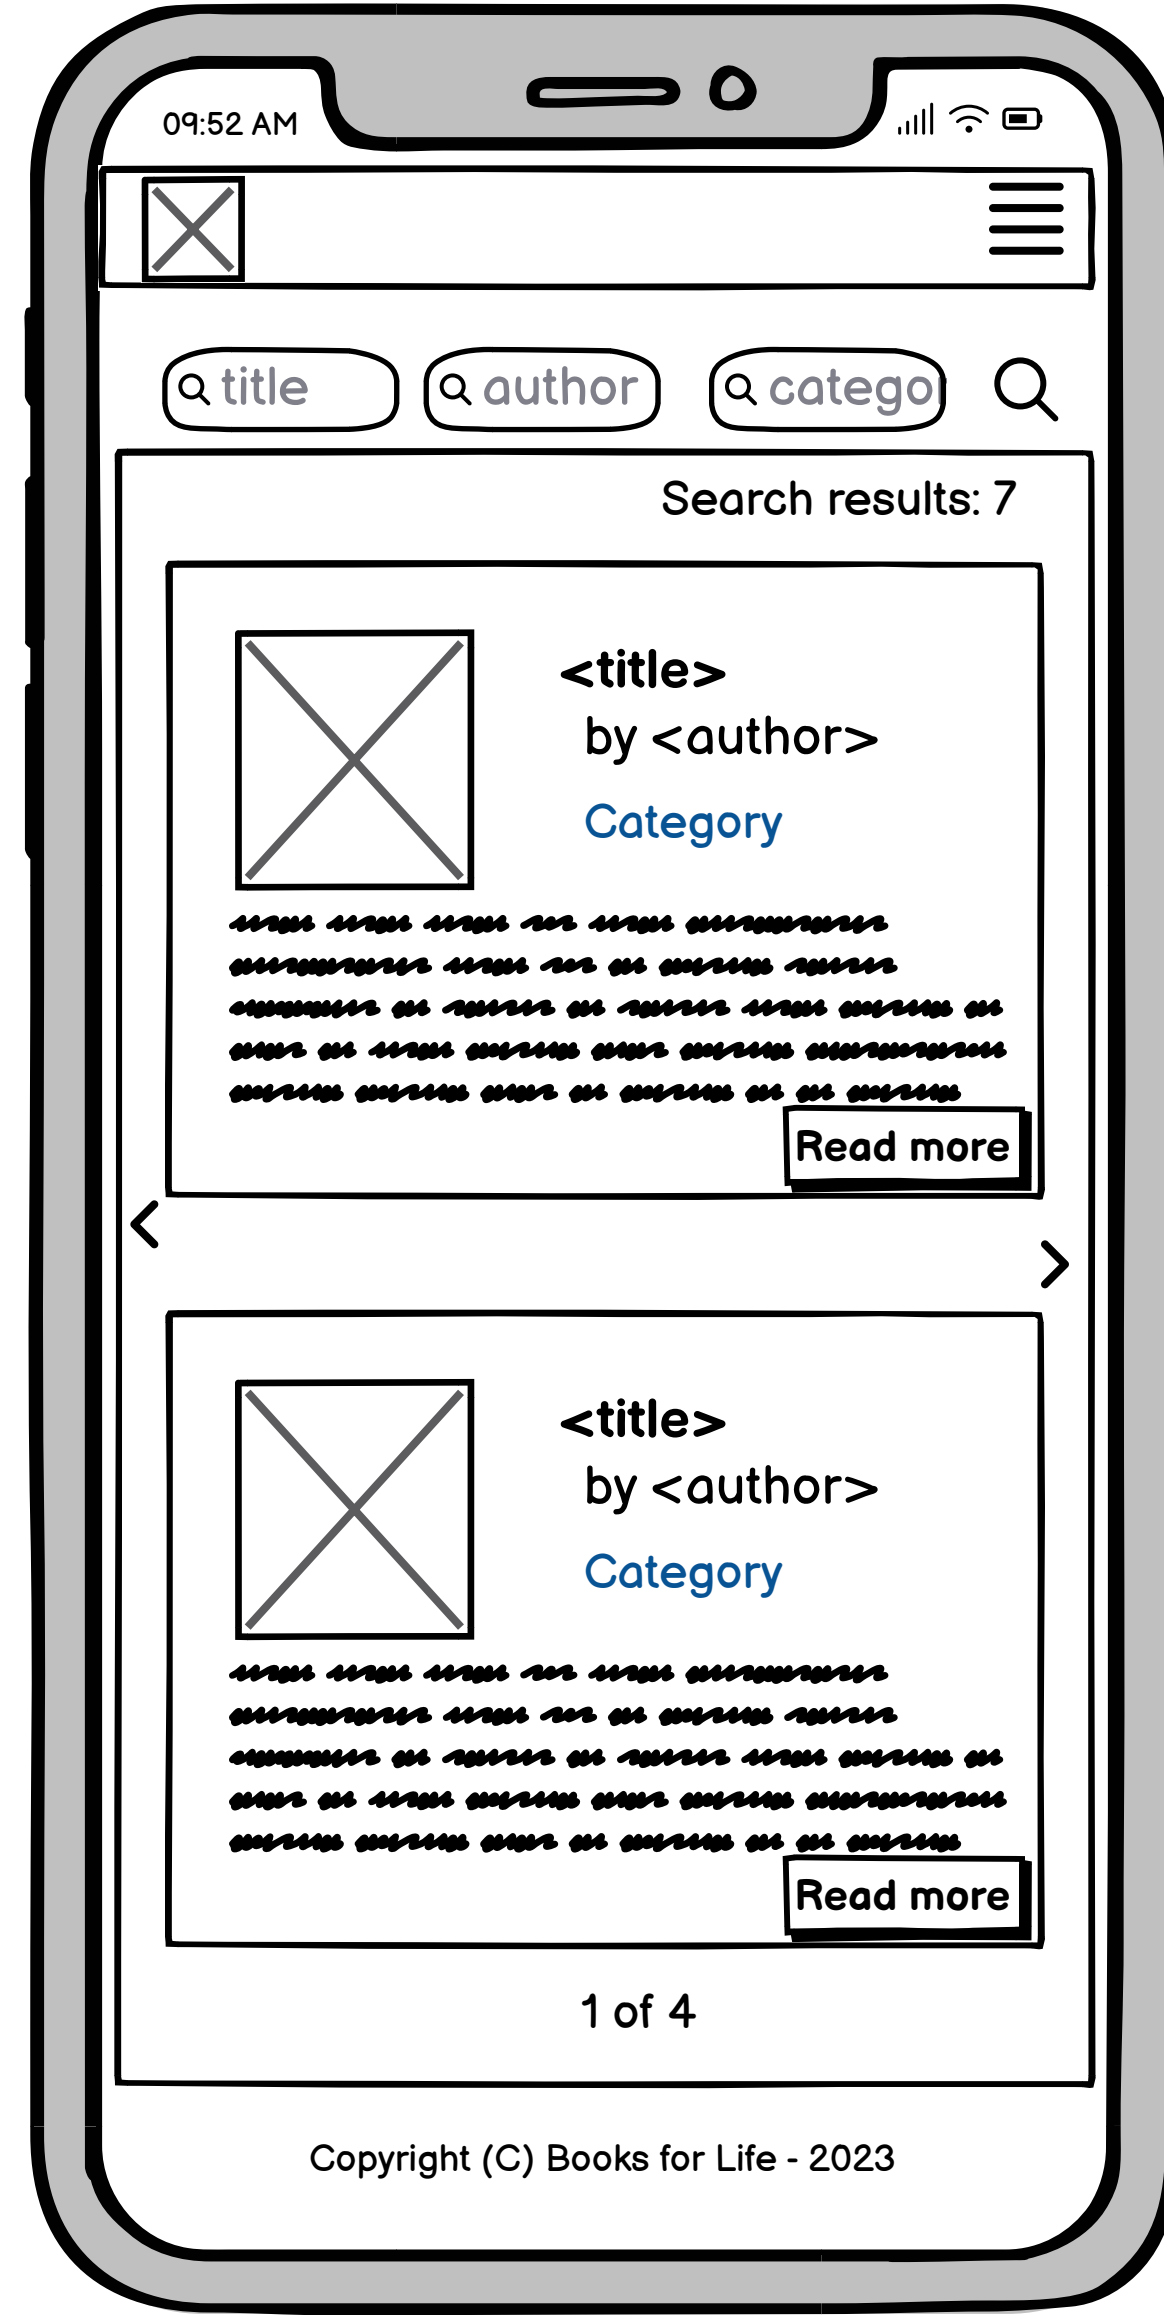 09:52 AM
title author catego
Search results: 7
<title>
by <author>
Category
Read more
<title>
by <author>
Category
Read more
1 of 4
Copyright (C) Books for Life - 2023